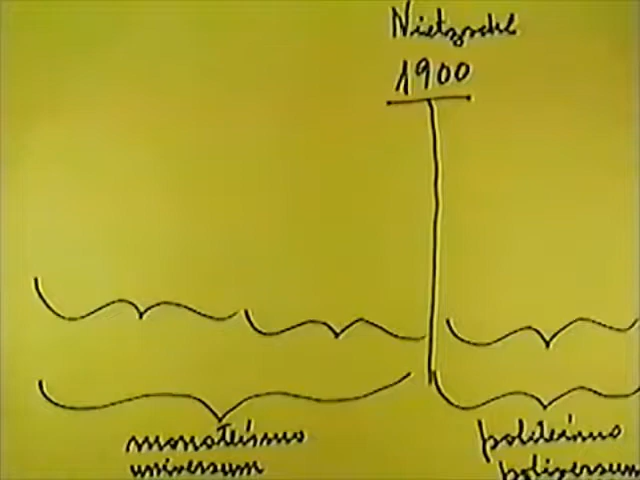 Nietzsche
1900
monoteismo
universum
politeismo
poliversum